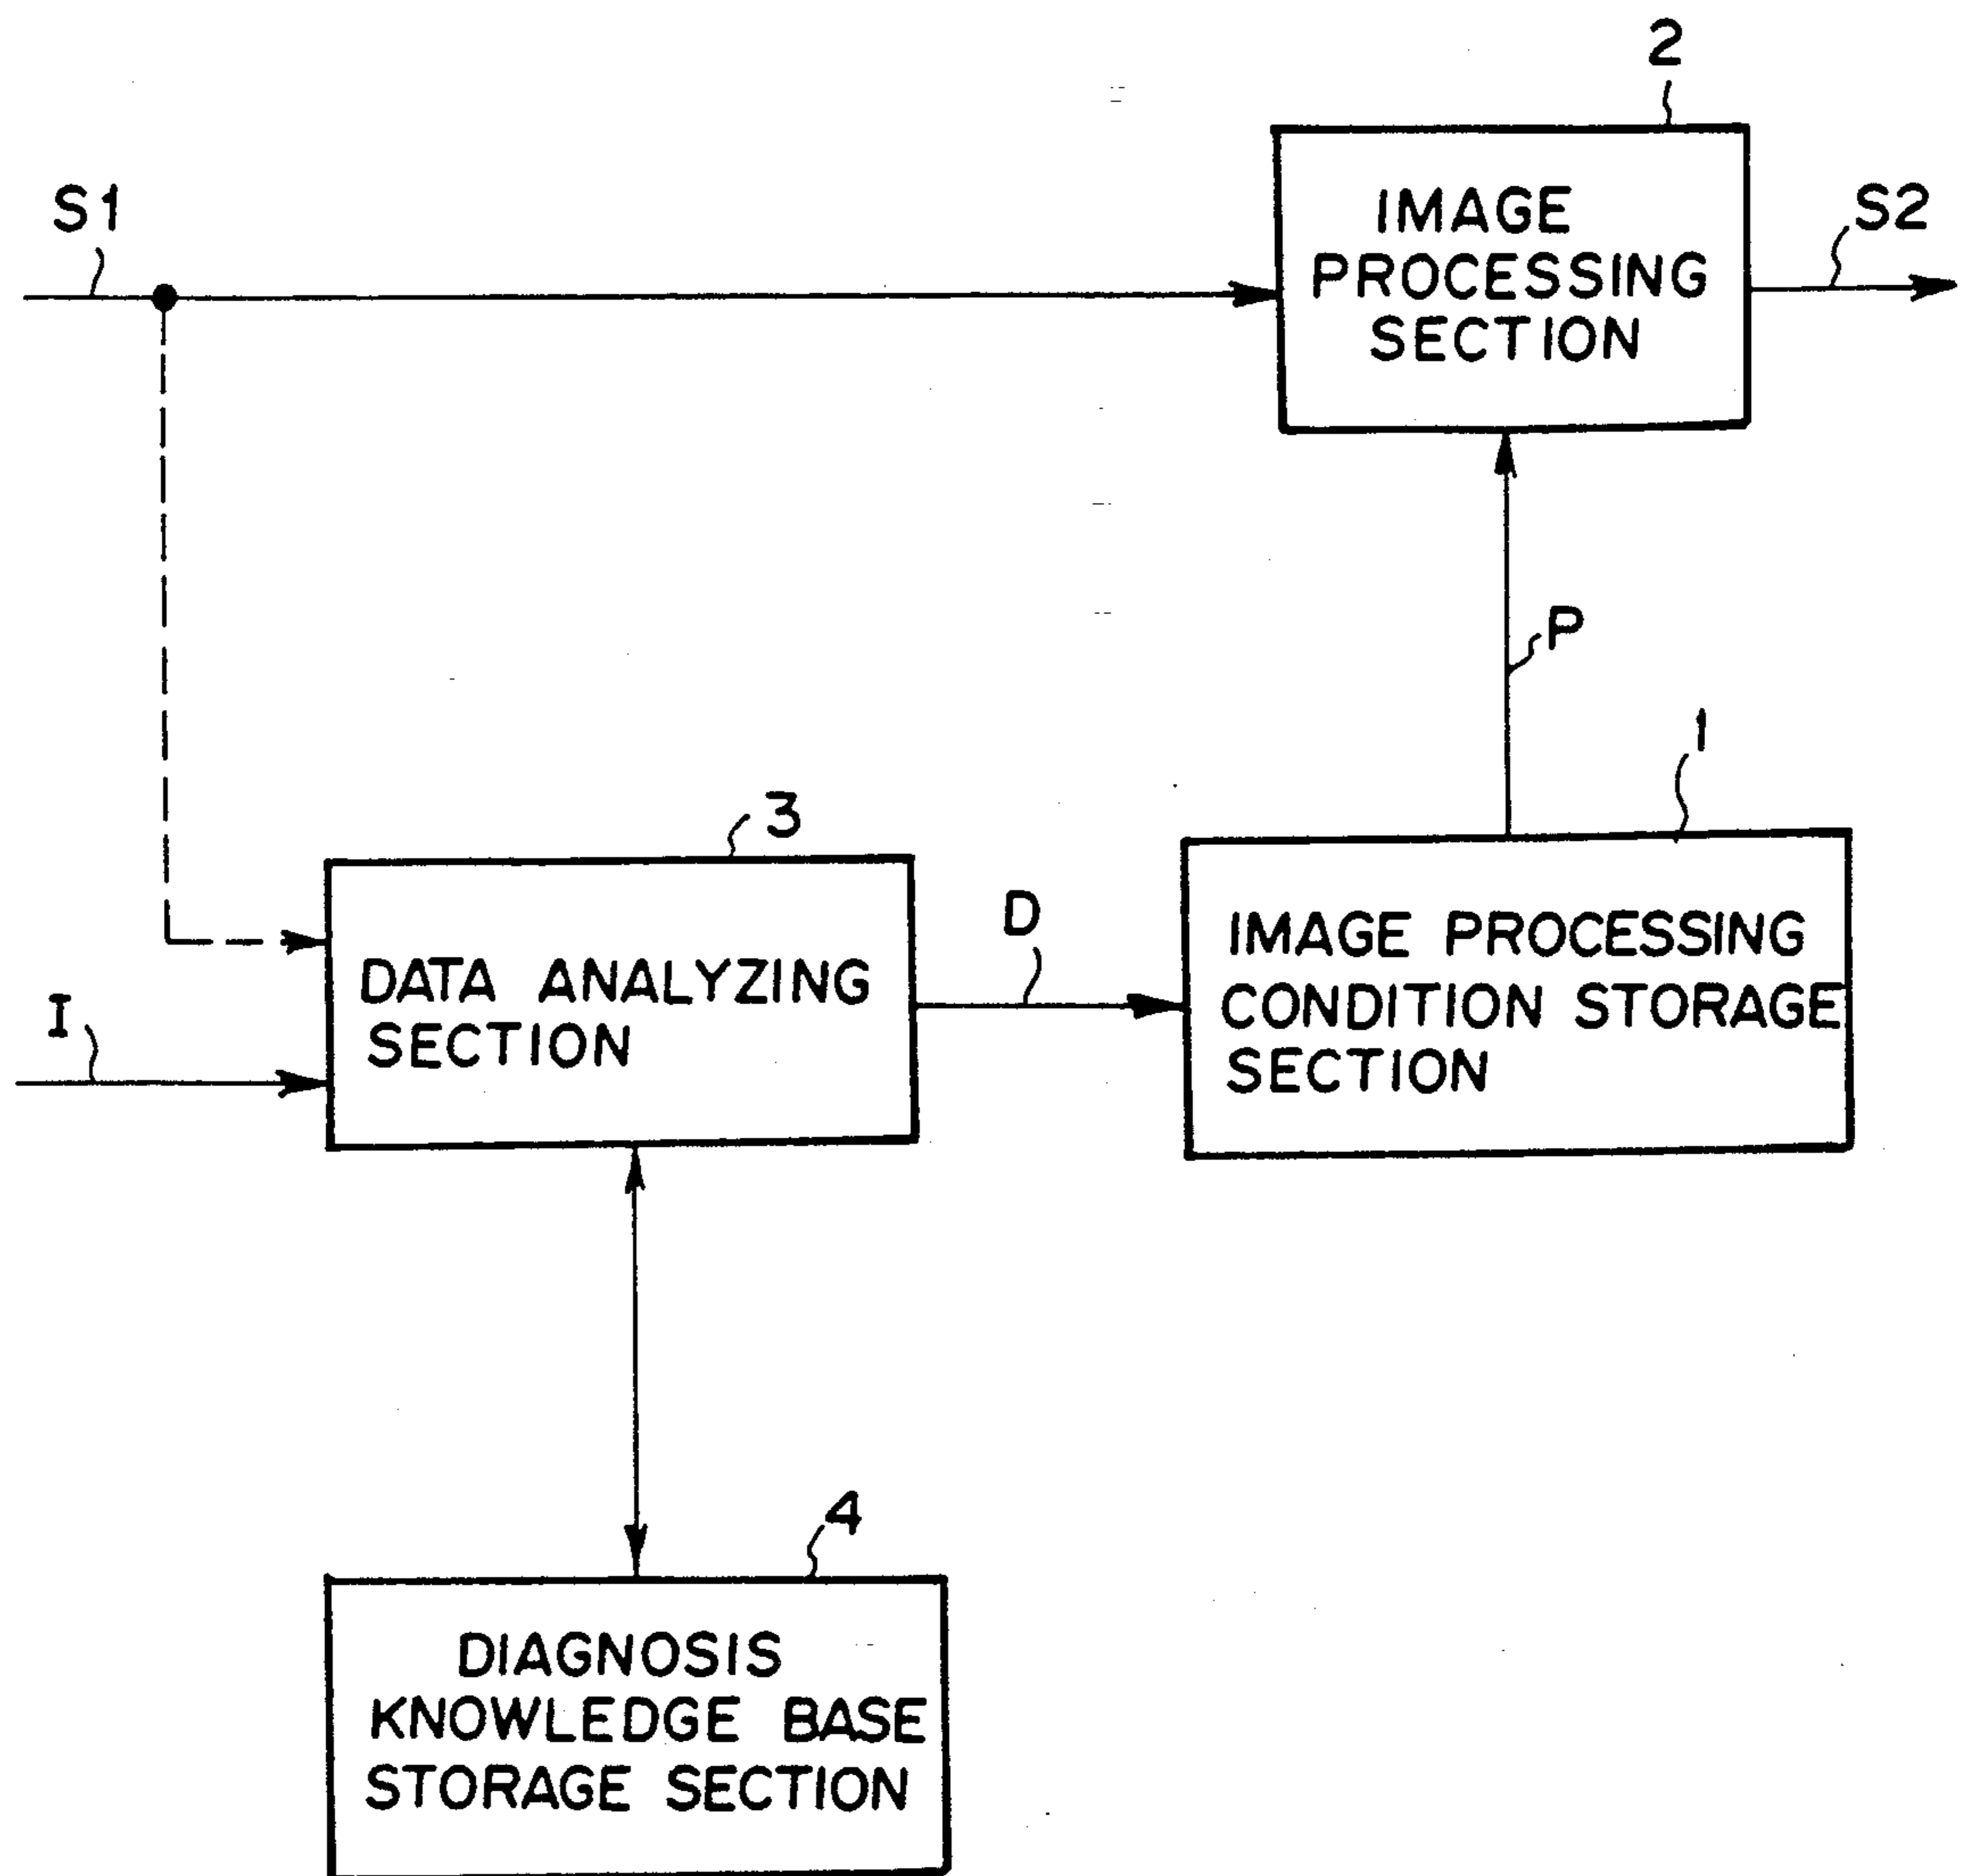 2
S1
IMAGE
PROCESSING
SECTION
S2
P
1
3
D
IMAGE PROCESSING
CONDITION STORAGE
SECTION
DATA ANALYZING
SECTION
I
4
DIAGNOSIS
KNOWLEDGE BASE
STORAGE SECTION